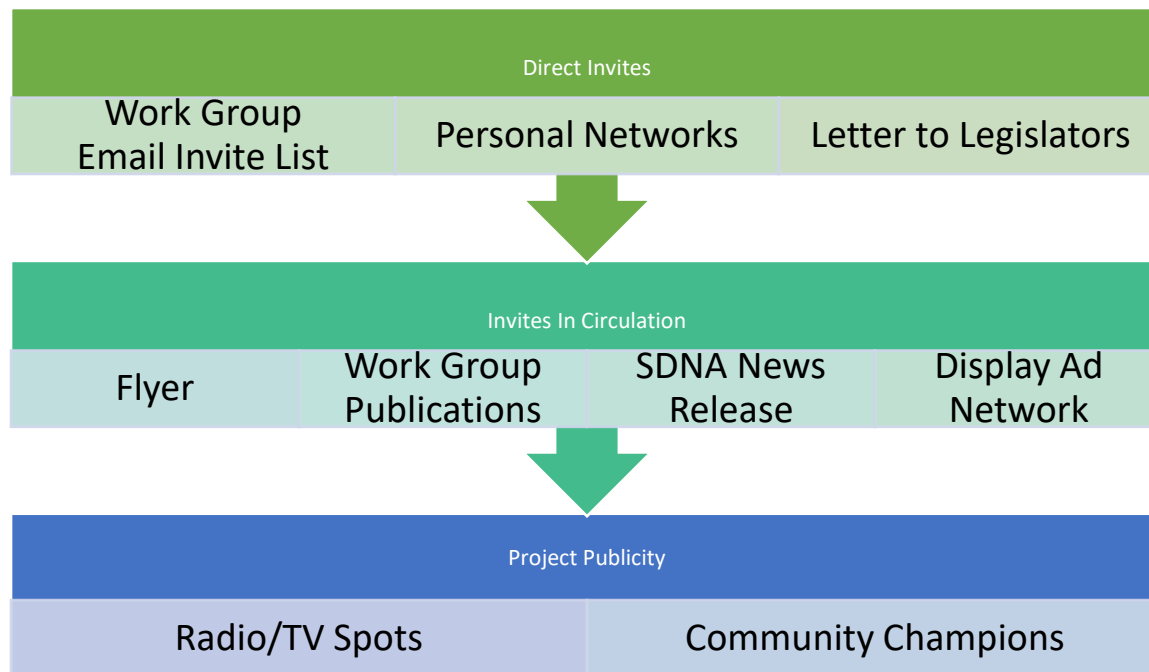 Direct Invites
Work Group
Email Invite List
Personal Networks
Letter to Legislators
Invites In Circulation
Flyer
Work Group
Publications
SDNA News
Release
Display Ad
Network
Project Publicity
Radio/TV Spots
Community Champions